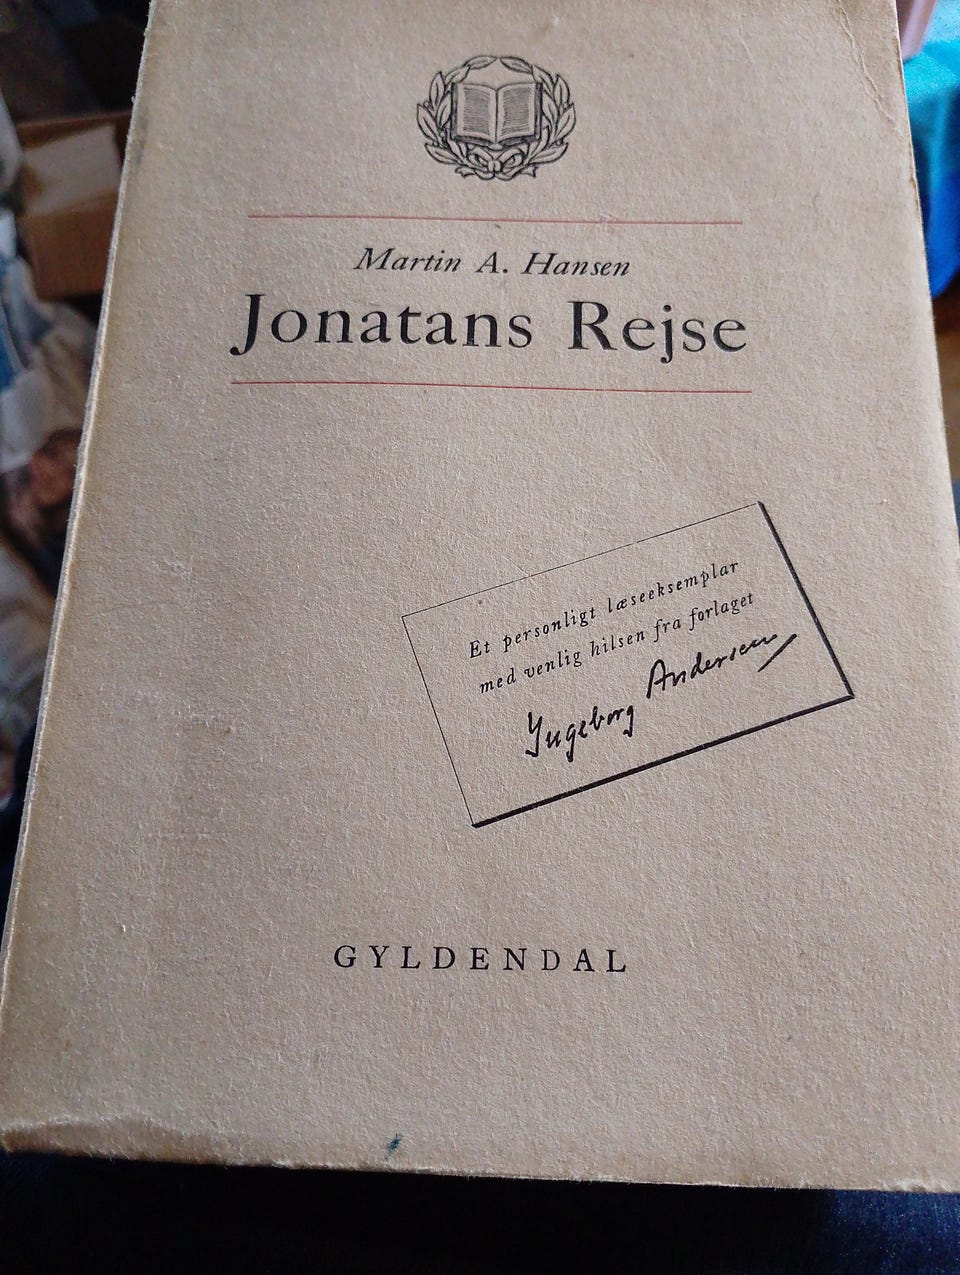 Martin A. Hansen
Jonatans Rejse
Et personligt læseeksemplar
med venlig hilsen fra forlaget
Ingeborg Andersen
GYLDENDAL